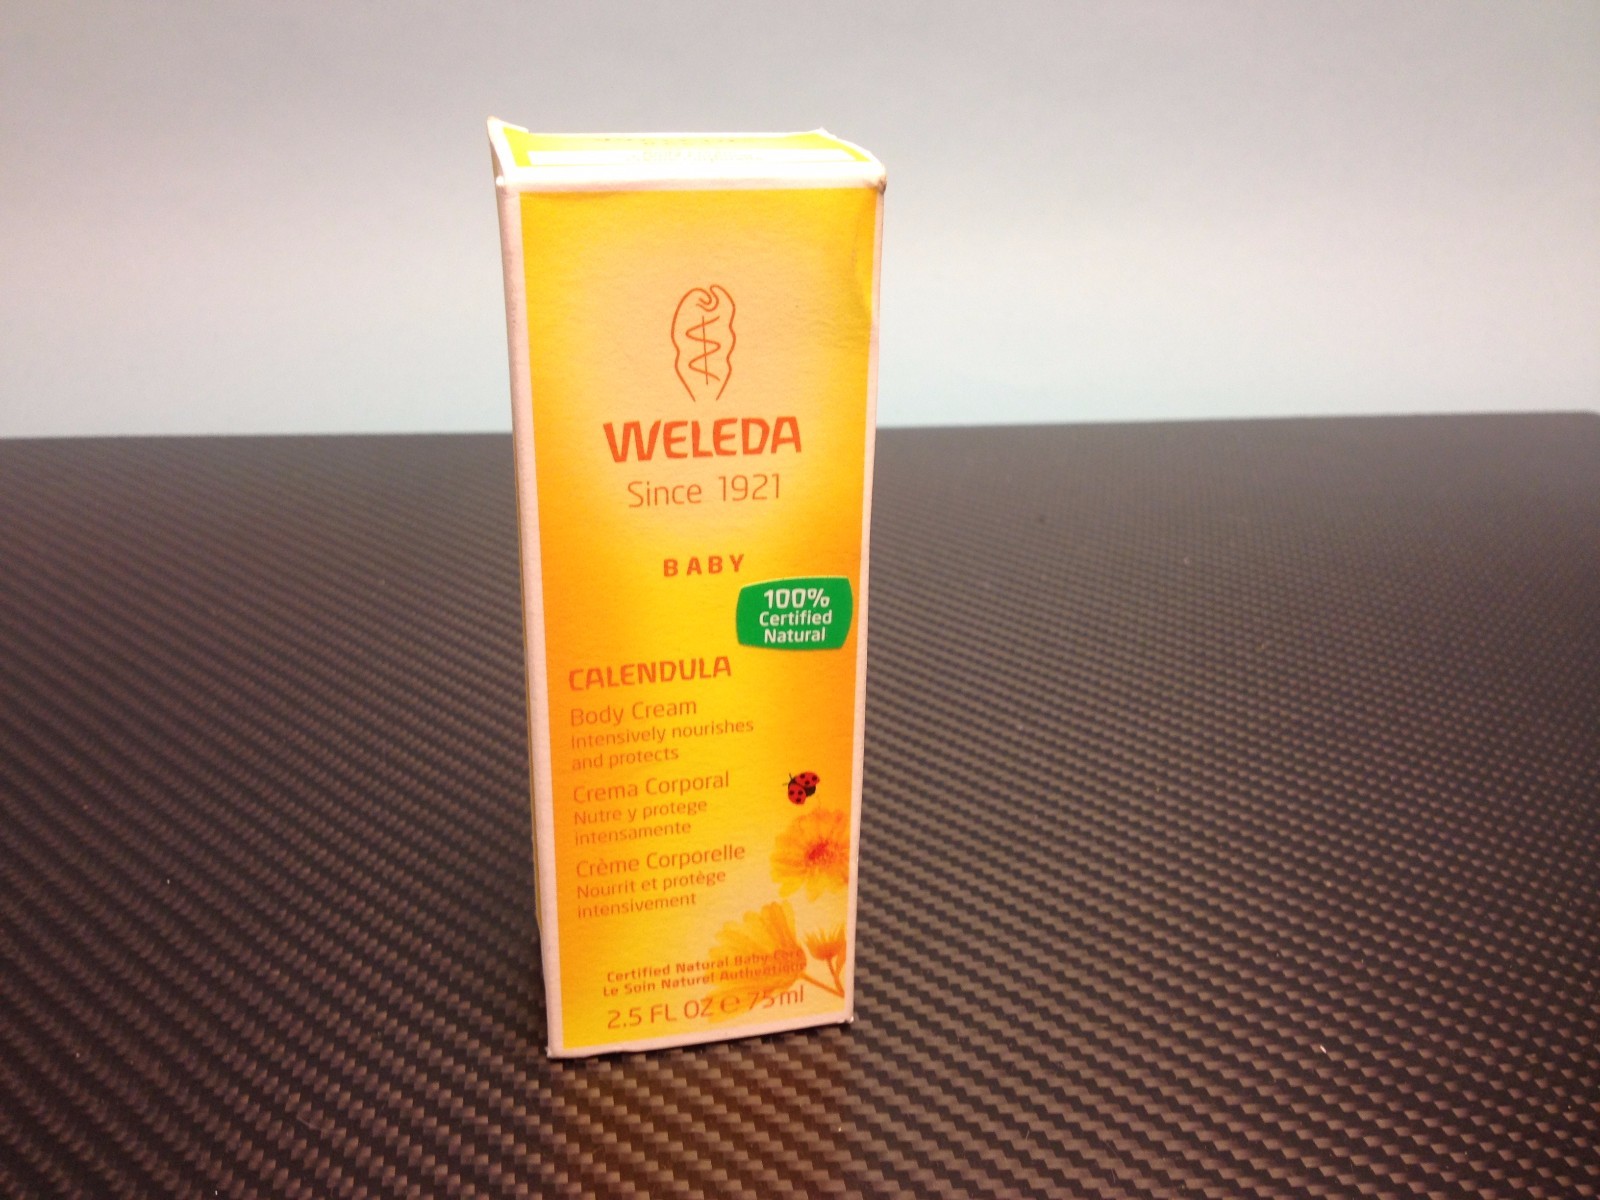 WELEDA
Since 1921
BABY
100%
Certified
Natural
CALENDULA
Body Cream
Intensively nourishes
and protects
Crema Corporal
Nutre y protege
intensamente
Crème Corporelle
Nourrit et protège
intensivement
Certified Natural Baby Care
Le Soin Naturel Authentique
2.5 FL OZ ℮ 75 ml